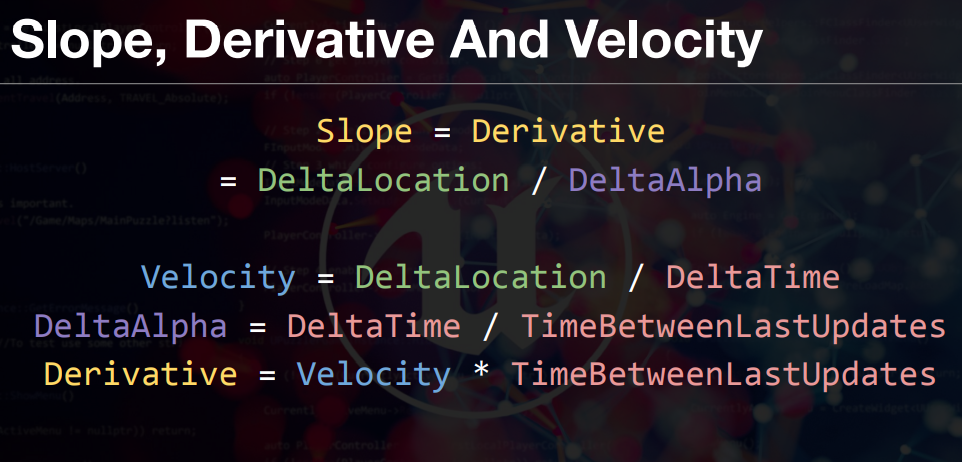 Slope, Derivative And Velocity
Slope = Derivative
= DeltaLocation / DeltaAlpha
Velocity = DeltaLocation / DeltaTime
DeltaAlpha = DeltaTime / TimeBetweenLastUpdates
Derivative = Velocity * TimeBetweenLastUpdates